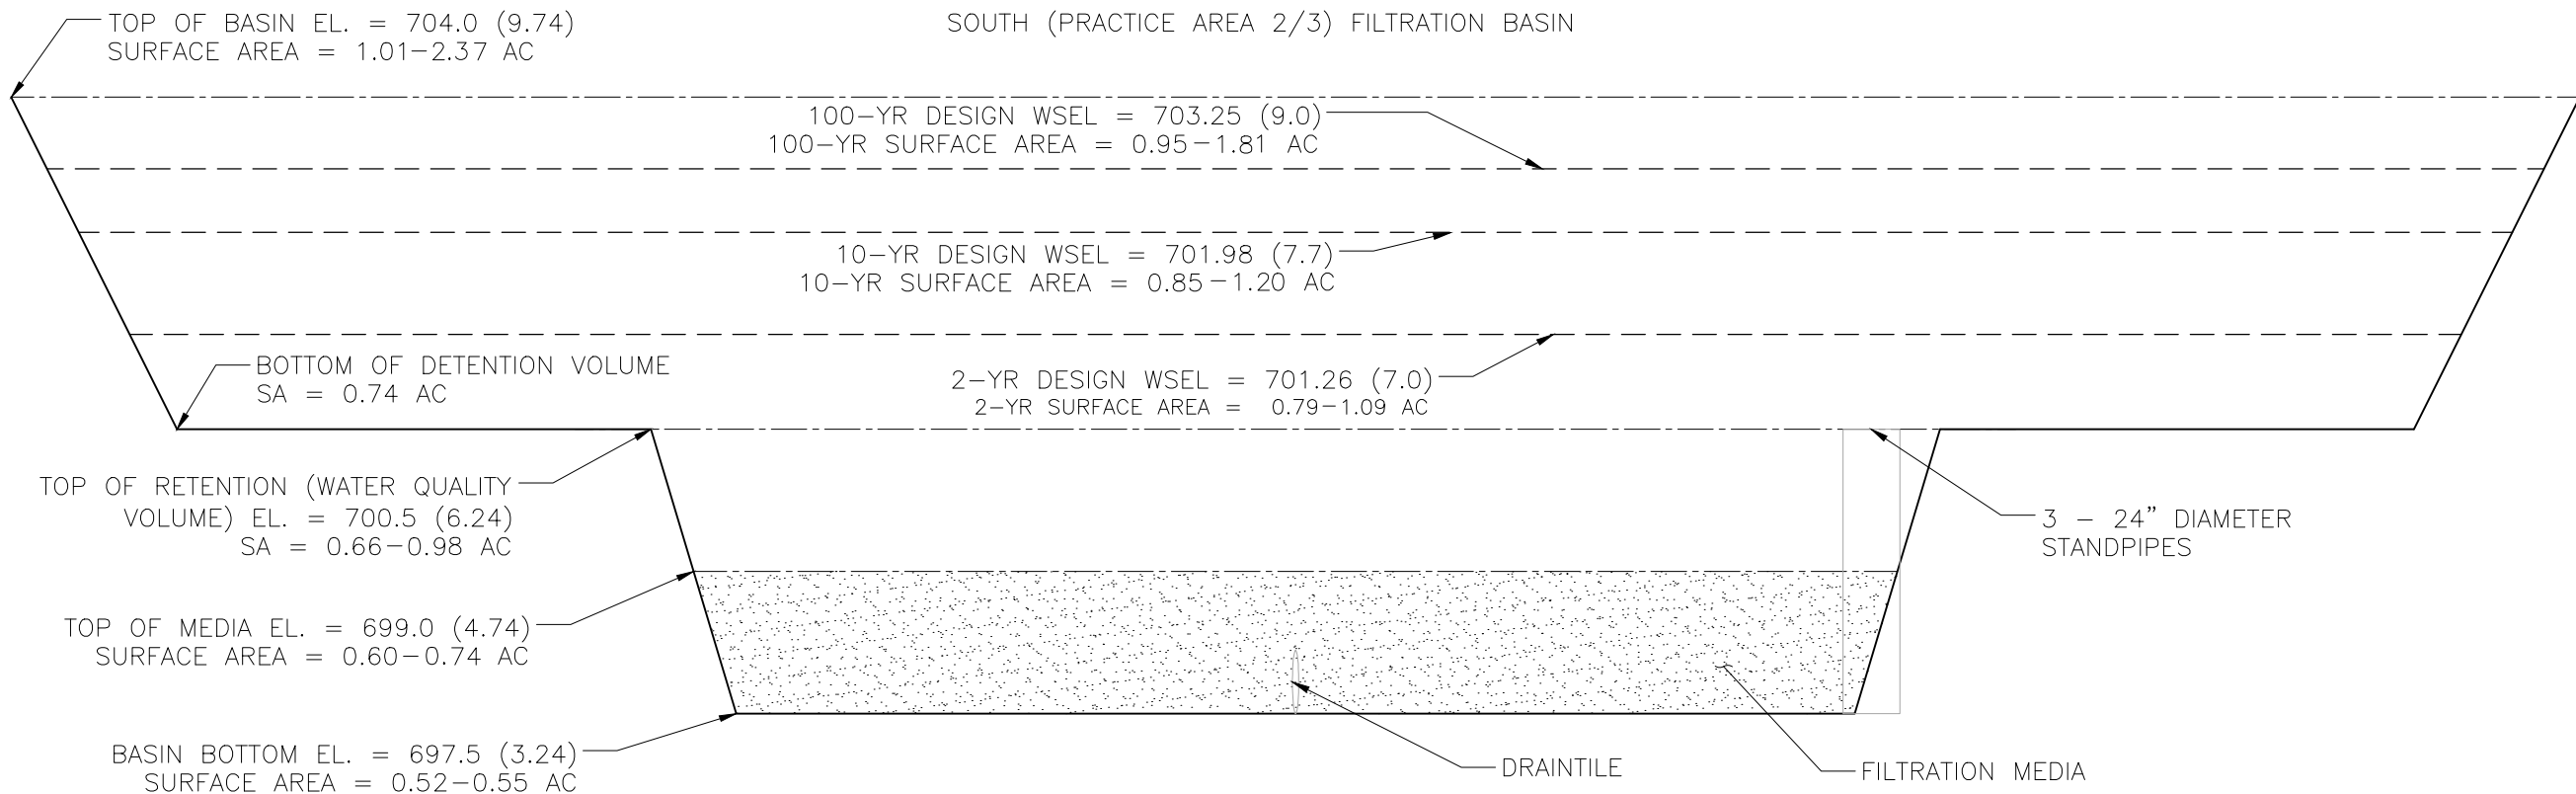 TOP OF BASIN EL. = 704.0 (9.74)
SURFACE AREA = 1.01-2.37 AC
SOUTH (PRACTICE AREA 2/3) FILTRATION BASIN
100-YR DESIGN WSEL = 703.25 (9.0)
100-YR SURFACE AREA = 0.95-1.81 AC
10-YR DESIGN WSEL = 701.98 (7.7)
10-YR SURFACE AREA = 0.85-1.20 AC
BOTTOM OF DETENTION VOLUME
SA = 0.74 AC
2-YR DESIGN WSEL = 701.26 (7.0)
2-YR SURFACE AREA = 0.79-1.09 AC
TOP OF RETENTION (WATER QUALITY
VOLUME) EL. = 700.5 (6.24)
SA = 0.66-0.98 AC
3 - 24" DIAMETER
STANDPIPES
TOP OF MEDIA EL. = 699.0 (4.74)
SURFACE AREA = 0.60-0.74 AC
BASIN BOTTOM EL. = 697.5 (3.24)
SURFACE AREA = 0.52-0.55 AC
DRAINTILE
FILTRATION MEDIA